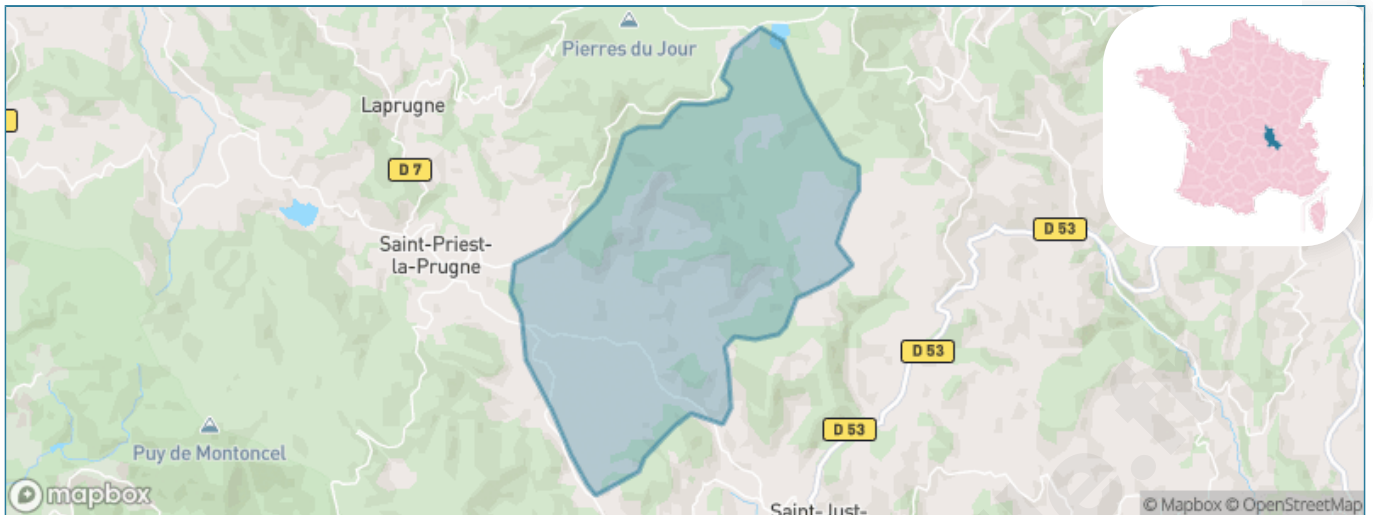 Pierres du Jour
Laprugne
D 7
D 53
Saint-Priest-
la-Prugne
D 53
D 53
Puy de Montoncel
mapbox
Saint-Just-
© Mapbox © OpenStreetMap